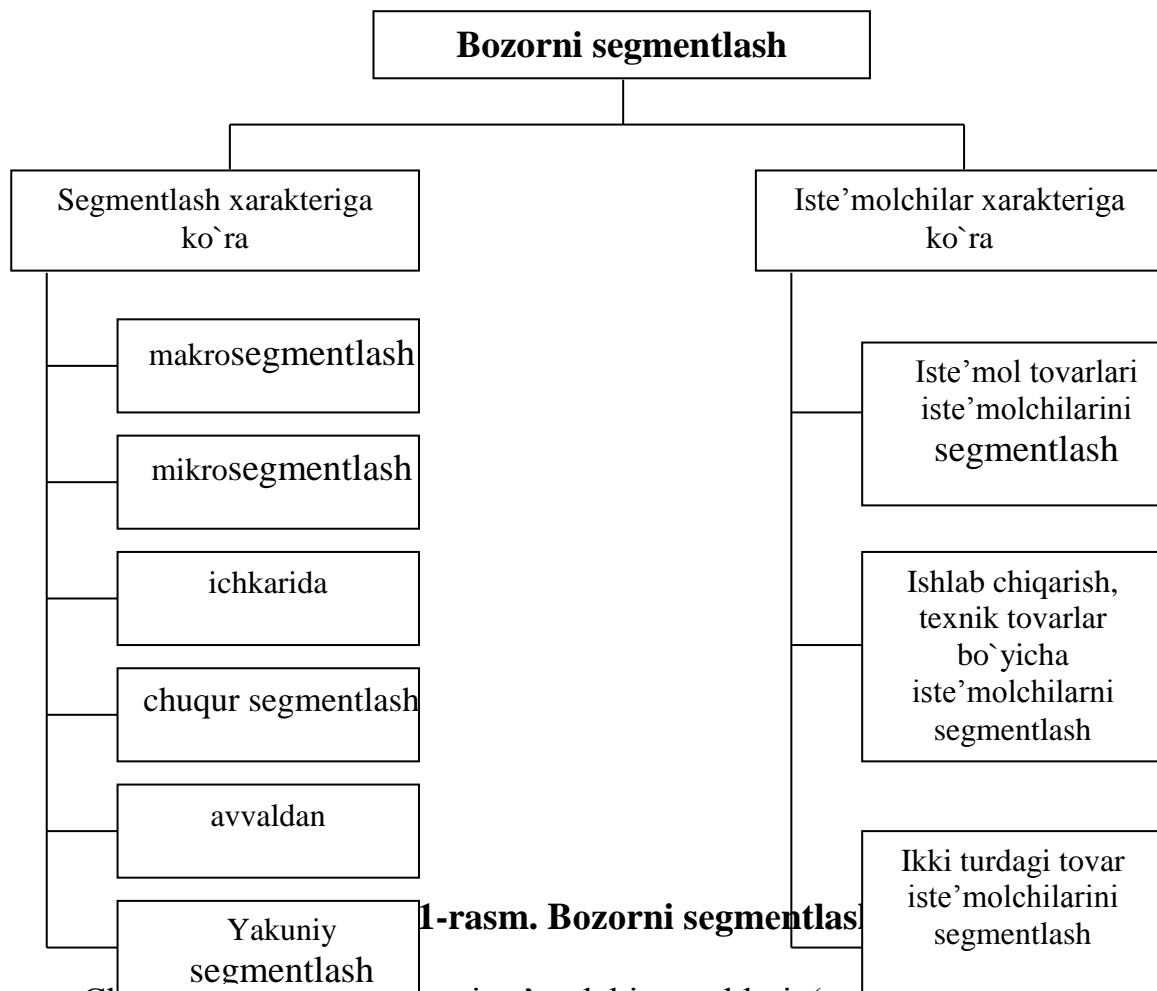 Bozorni segmentlash
Segmentlash xarakteriga
ko`ra
makrosegmentlash
mikrosegmentlash
ichkarida
chuqur segmentlash
avvaldan
Yakuniy
segmentlash
Iste’molchilar xarakteriga
ko`ra
Iste’mol tovarlari
iste’molchilarini
segmentlash
Ishlab chiqarish,
texnik tovarlar
bo`yicha
iste’molchilarni
segmentlash
Ikki turdagi tovar
iste’molchilarini
segmentlash
1-rasm. Bozorni segmentlash